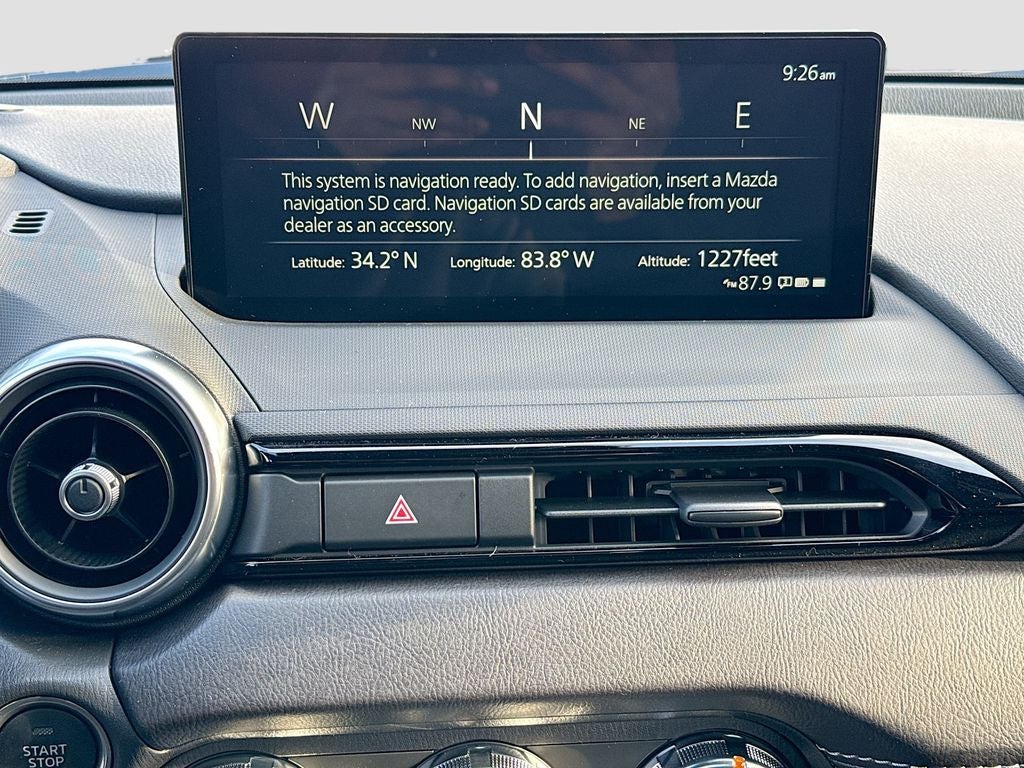 9:26am
W NW N NE E
This system is navigation ready. To add navigation, insert a Mazda
navigation SD card. Navigation SD cards are available from your
dealer as an accessory.
Latitude: 34.2° N Longitude: 83.8° W Altitude: 1227feet
FM 87.9
START
STOP